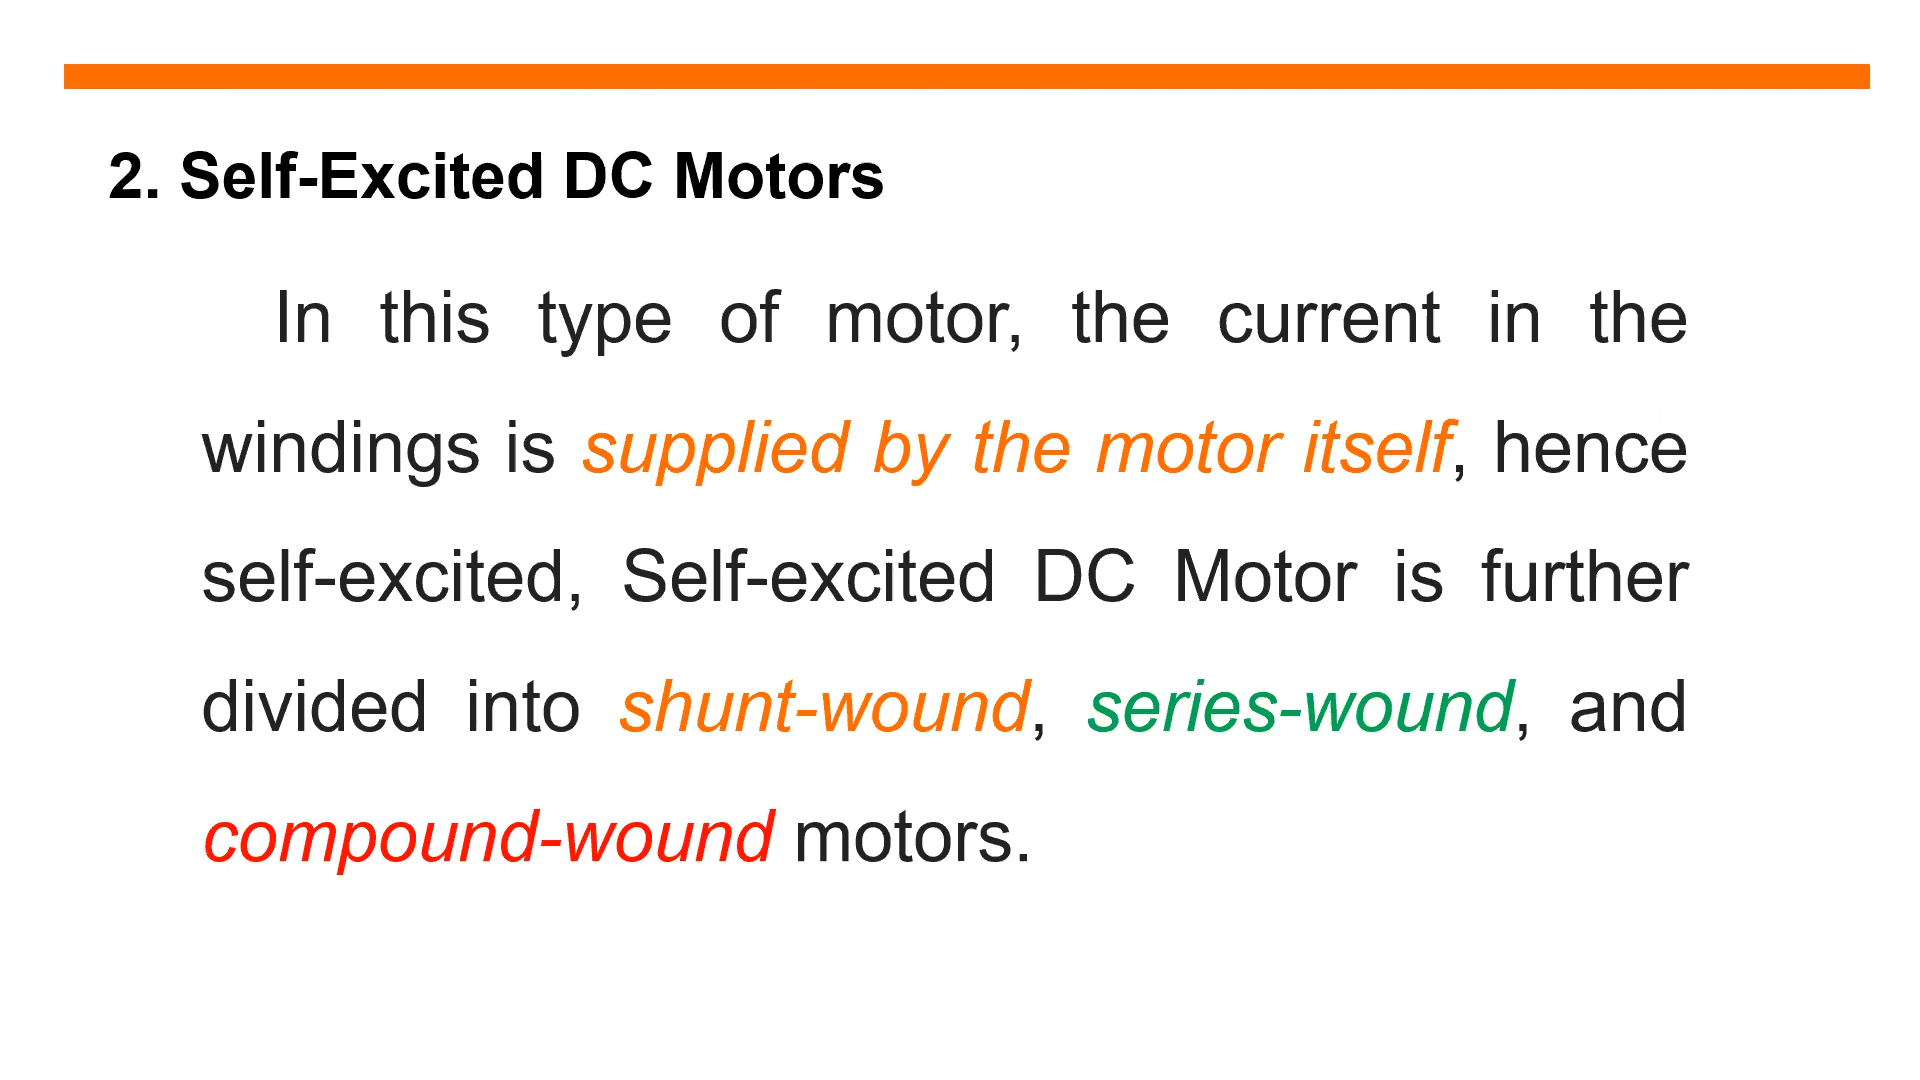 2. Self-Excited DC Motors
In this type of motor, the current in the
windings is supplied by the motor itself, hence
self-excited, Self-excited DC Motor is further
divided into shunt-wound, series-wound, and
compound-wound motors.